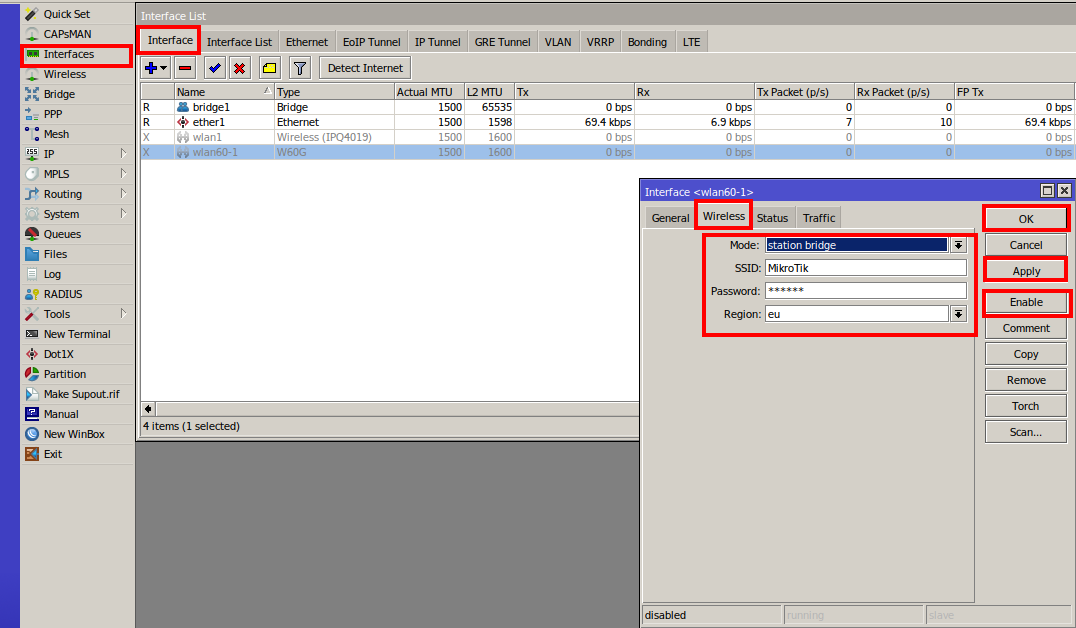 Quick Set
CAPsMAN
Interfaces
Wireless
Bridge
PPP
Mesh
IP
MPLS
Routing
System
Queues
Files
Log
RADIUS
Tools
New Terminal
Dot1X
Partition
Make Supout.rif
Manual
New WinBox
Exit
Interface List
Interface Interface List Ethernet EoIP Tunnel IP Tunnel GRE Tunnel VLAN VRRP Bonding LTE
Detect Internet
Name Type Actual MTU L2 MTU Tx Rx Tx Packet (p/s) Rx Packet (p/s) FP Tx
R bridge1 Bridge 1500 65535 0 bps 0 bps 0 0 0 bps
R ether1 Ethernet 1500 1598 69.4 kbps 6.9 kbps 7 10 69.4 kbps
X wlan1 Wireless (IPQ4019) 1500 1600 0 bps 0 bps 0 0 0 bps
X wlan60-1 W60G 1500 1600 0 bps 0 bps 0 0 0 bps
4 items (1 selected)
Interface <wlan60-1>
General Wireless Status Traffic
Mode: station bridge
SSID: MikroTik
Password: ******
Region: eu
OK
Cancel
Apply
Enable
Comment
Copy
Remove
Torch
Scan...
disabled running slave